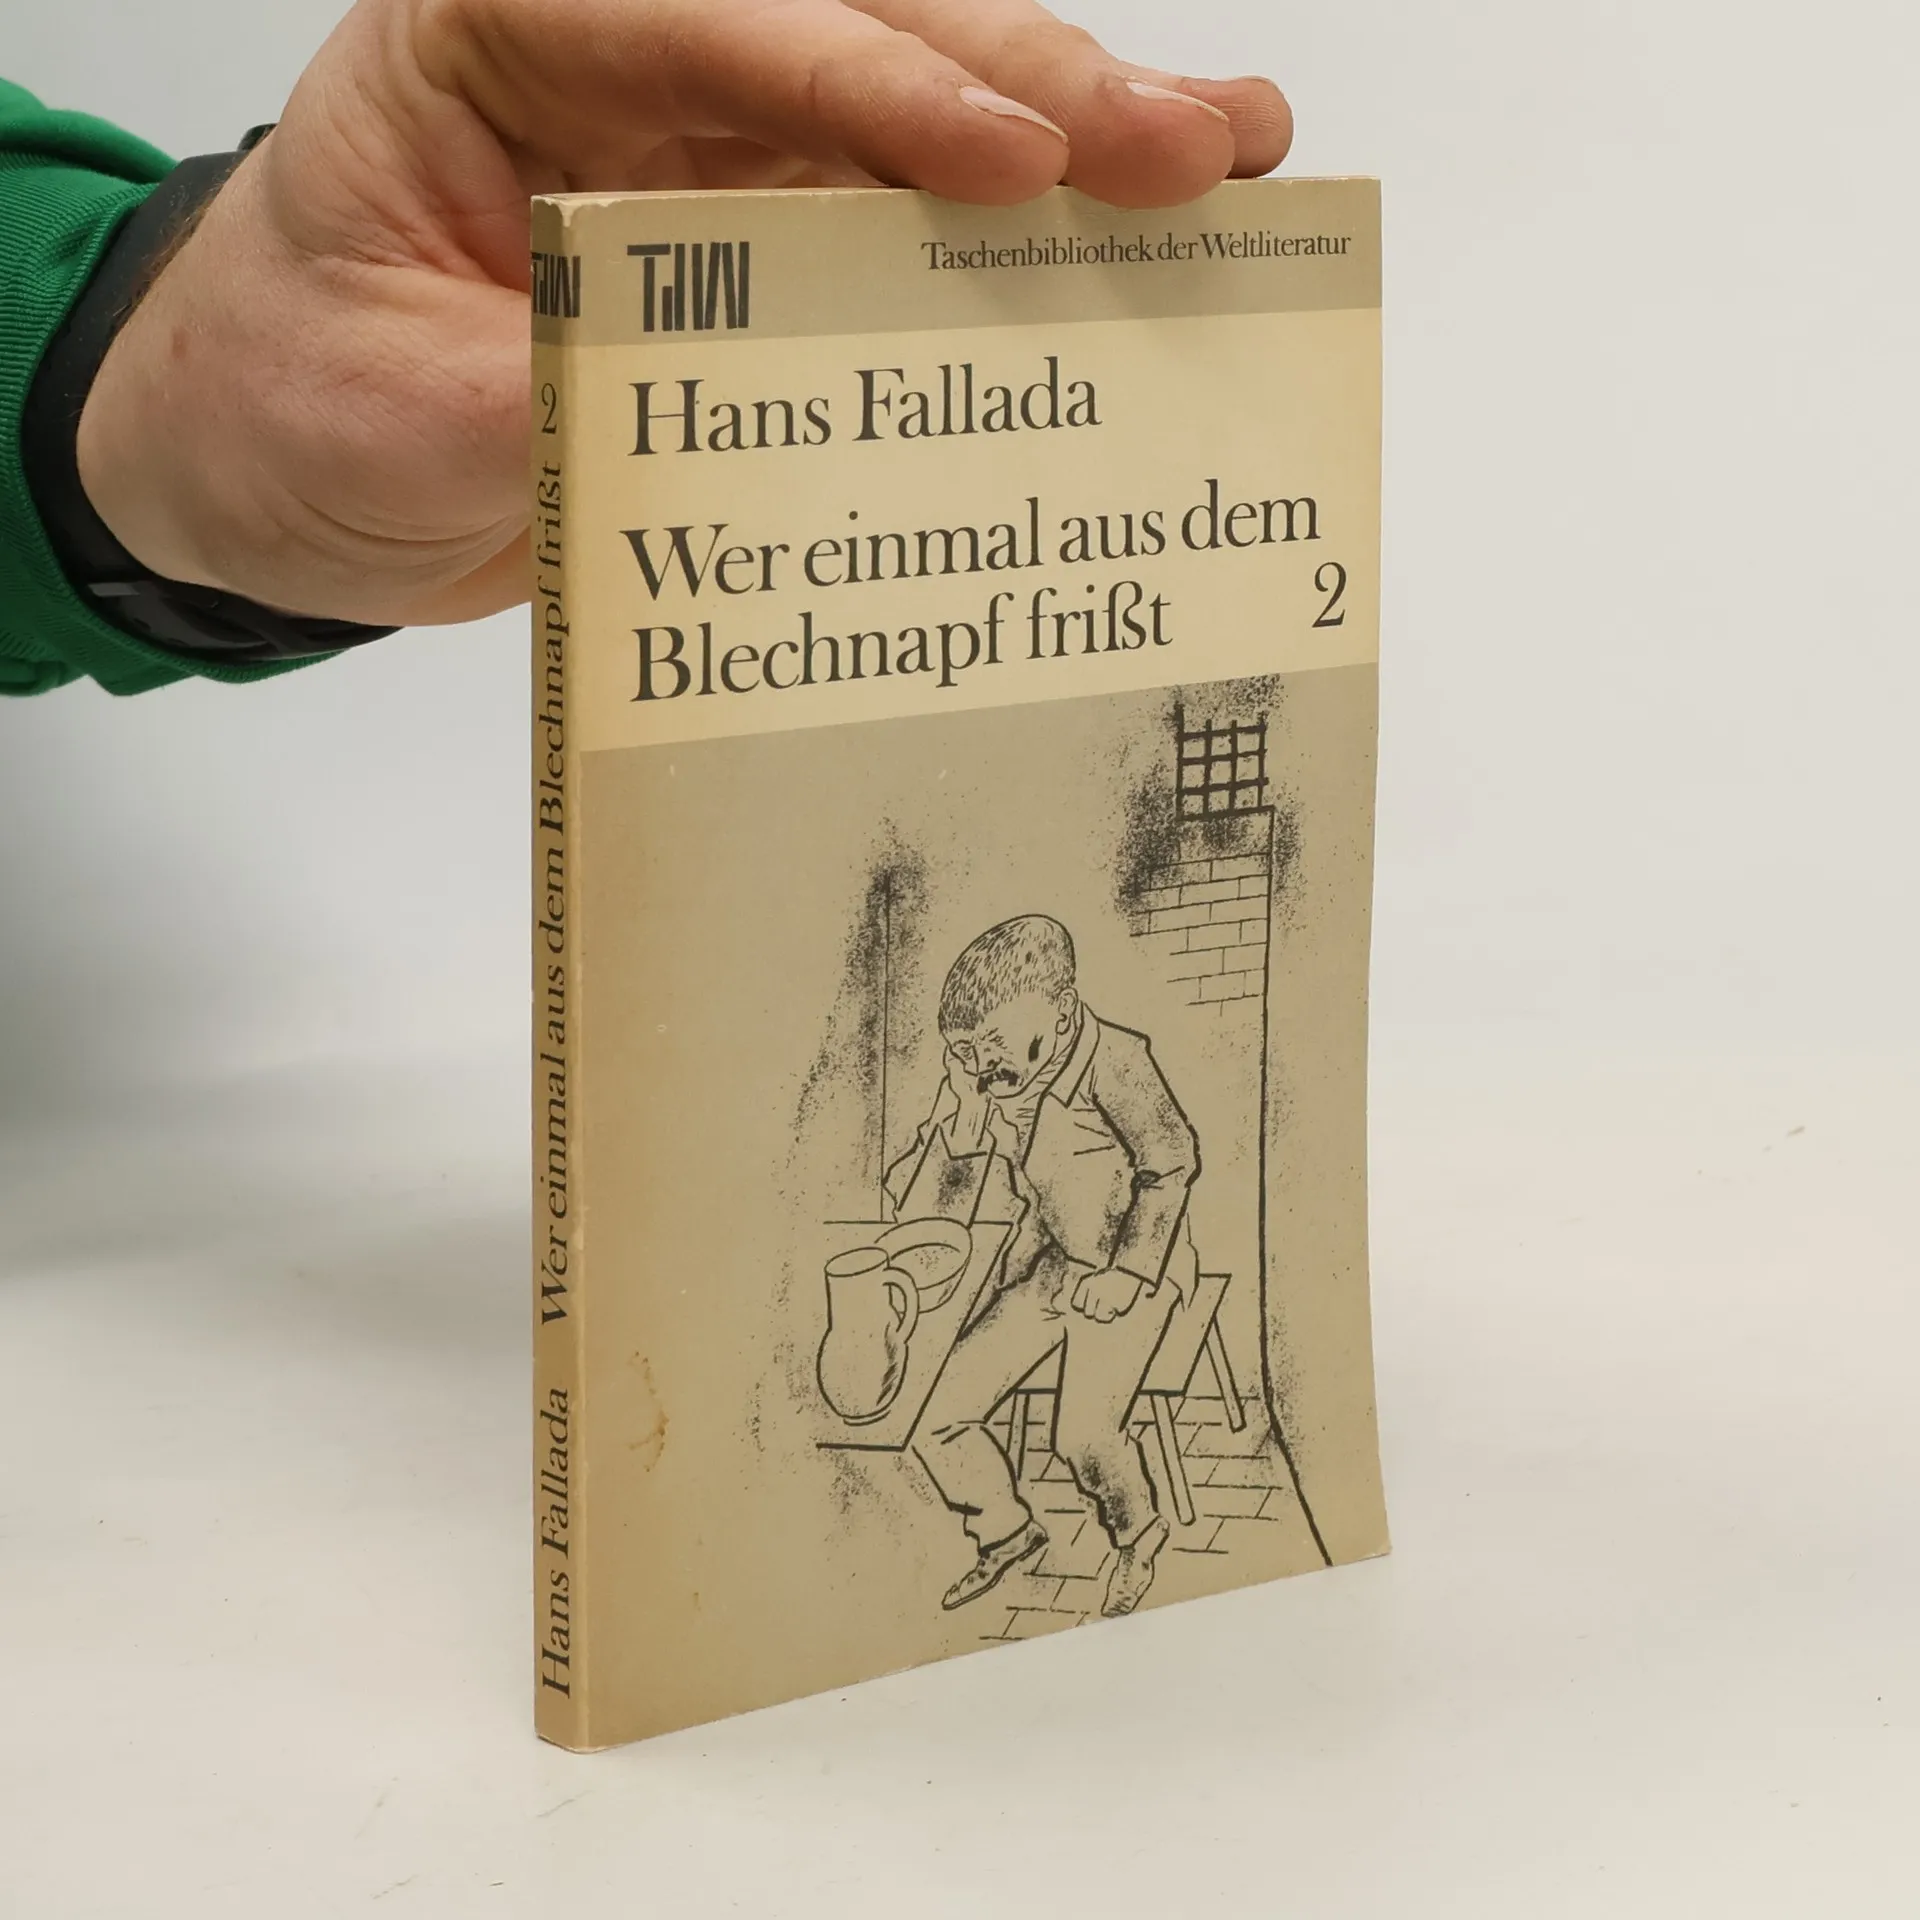 TdW
Taschenbibliothek der Weltliteratur
Hans Fallada
Wer einmal aus dem
Blechnapf frißt 2
Hans Fallada Wer einmal aus dem Blechnapf frißt 2 TdW